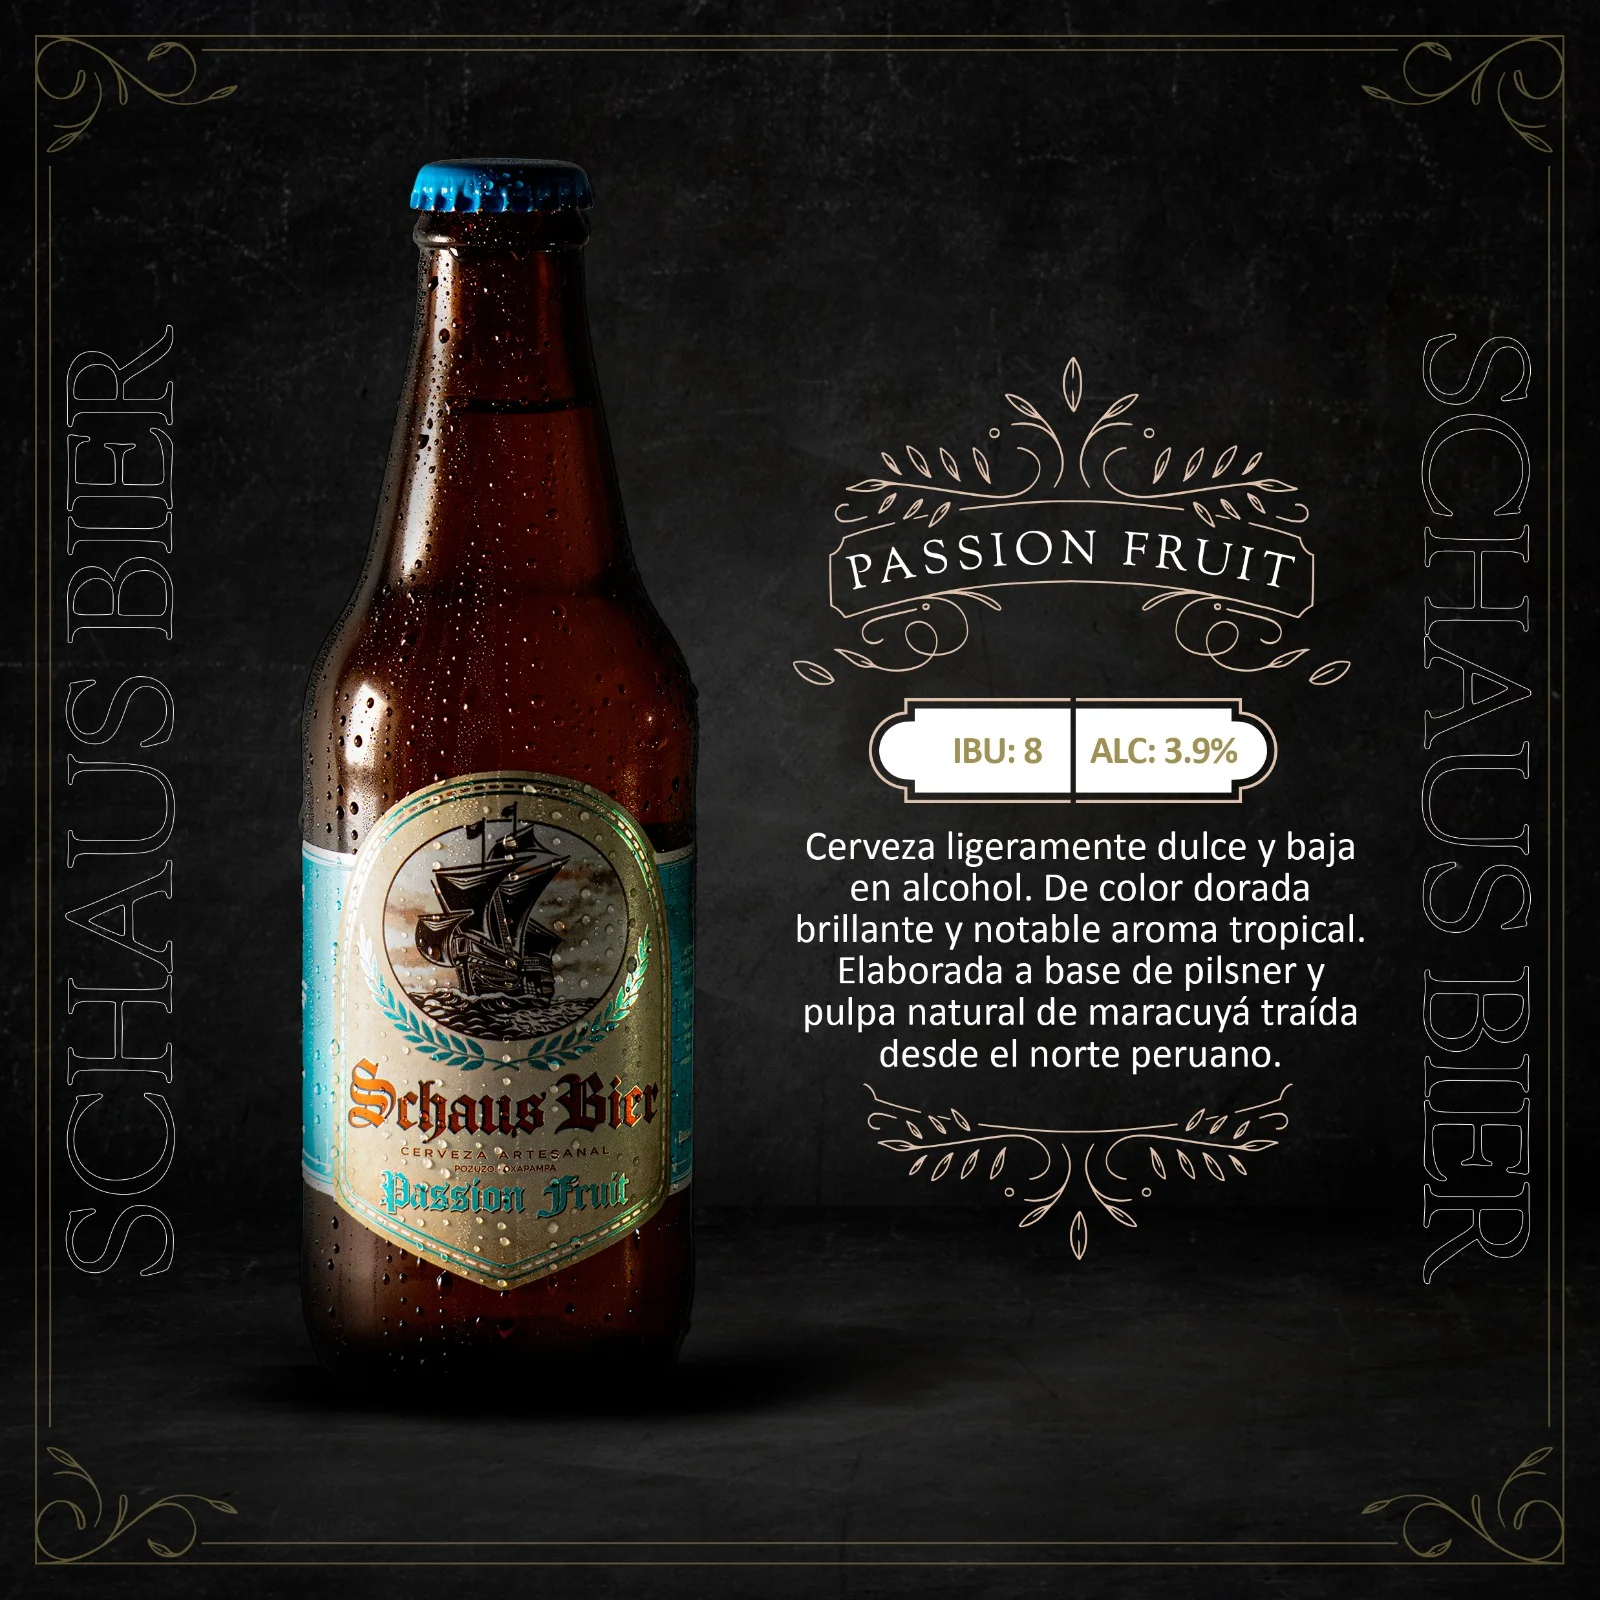 SCHAUS BIER
Schaus Bier
CERVEZA ARTESANAL
POZUZO OXAPAMPA
Passion Fruit
PASSION FRUIT
IBU: 8
ALC: 3.9%
Cerveza ligeramente dulce y baja
en alcohol. De color dorada
brillante y notable aroma tropical.
Elaborada a base de pilsner y
pulpa natural de maracuyá traída
desde el norte peruano.
SCHAUS BIER